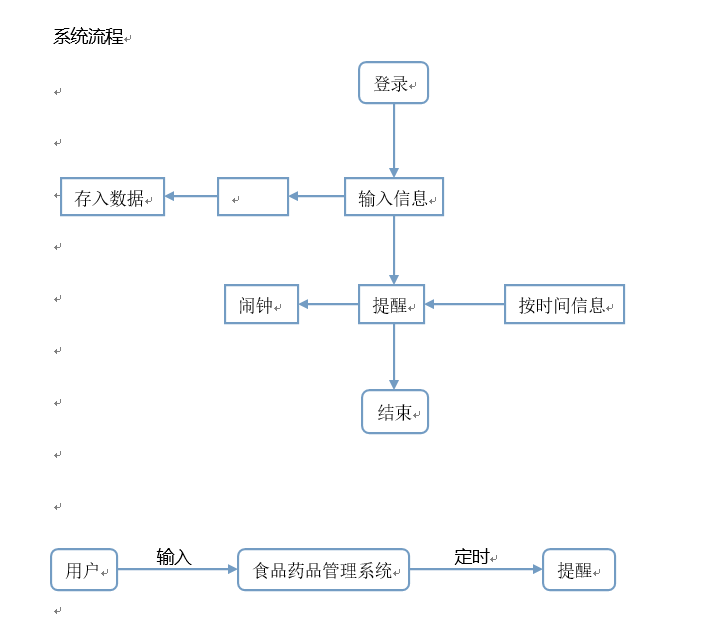 系统流程
登录
存入数据
输入信息
闹钟
提醒
按时间信息
结束
用户
输入
食品药品管理系统
定时
提醒